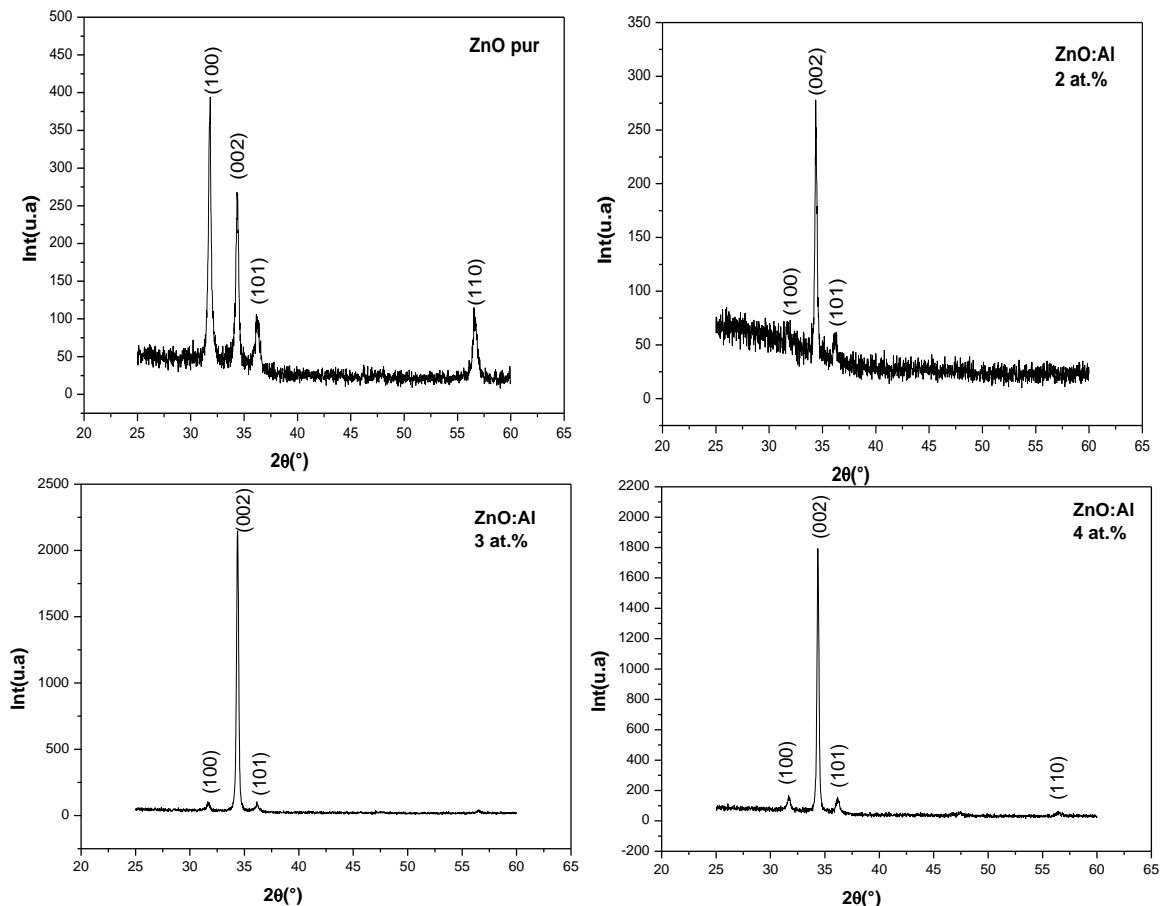 ZnO pur
(100)
(002)
(101)
(110)
500
450
400
350
300
250
200
150
100
50
0
Int(u.a)
20 25 30 35 40 45 50 55 60 65
2θ(°)
ZnO:Al
2 at.%
(002)
(100)
(101)
350
300
250
200
150
100
50
0
Int(u.a)
20 25 30 35 40 45 50 55 60 65
2θ(°)
ZnO:Al
3 at.%
(002)
(100)
(101)
2500
2000
1500
500
0
Int(u.a)
20 25 30 35 40 45 50 55 60 65
2θ(°)
ZnO:Al
4 at.%
(002)
(100)
(101)
(110)
2200
2000
1800
1600
1400
1200
1000
800
600
400
200
0
-200
Int(u.a)
20 25 30 35 40 45 50 55 60 65
2θ(°)